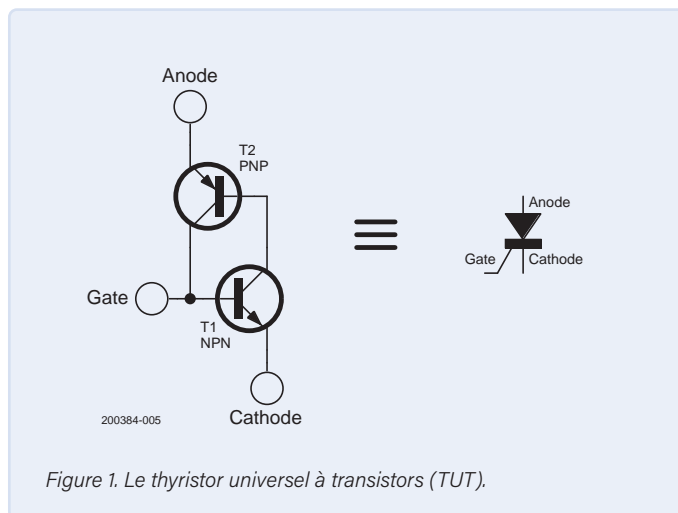 Anode
T2
PNP
Gate
T1
NPN
Cathode
200384-005
Anode
Gate
Cathode
Figure 1. Le thyristor universel à transistors (TUT).